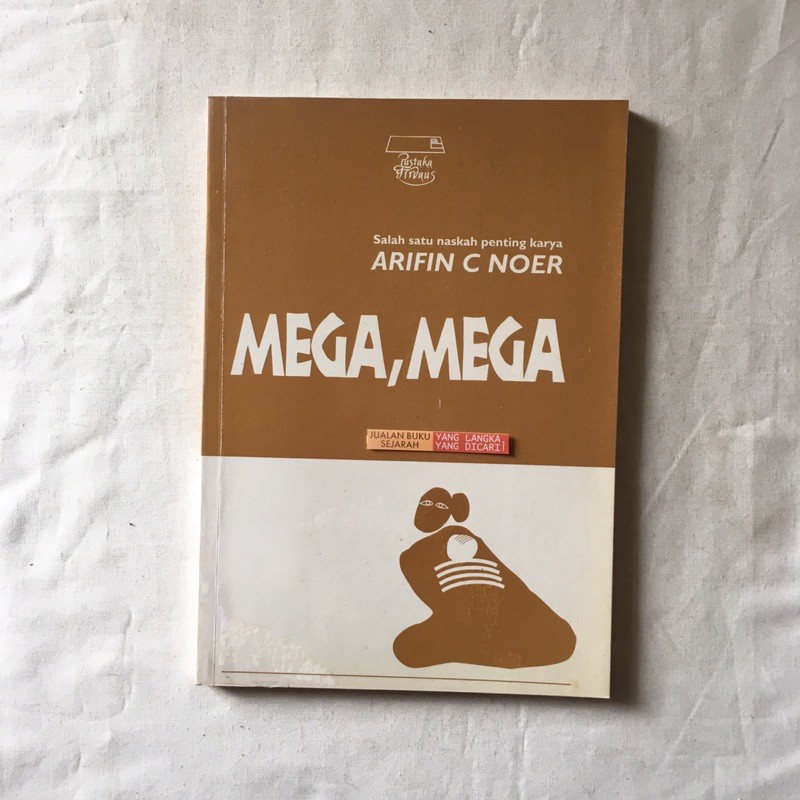 Pustaka
Firdaus
Salah satu naskah penting karya
ARIFIN C NOER
MEGA, MEGA
JUALAN BUKU SEJARAH
YANG LANGKA, YANG DICARI!